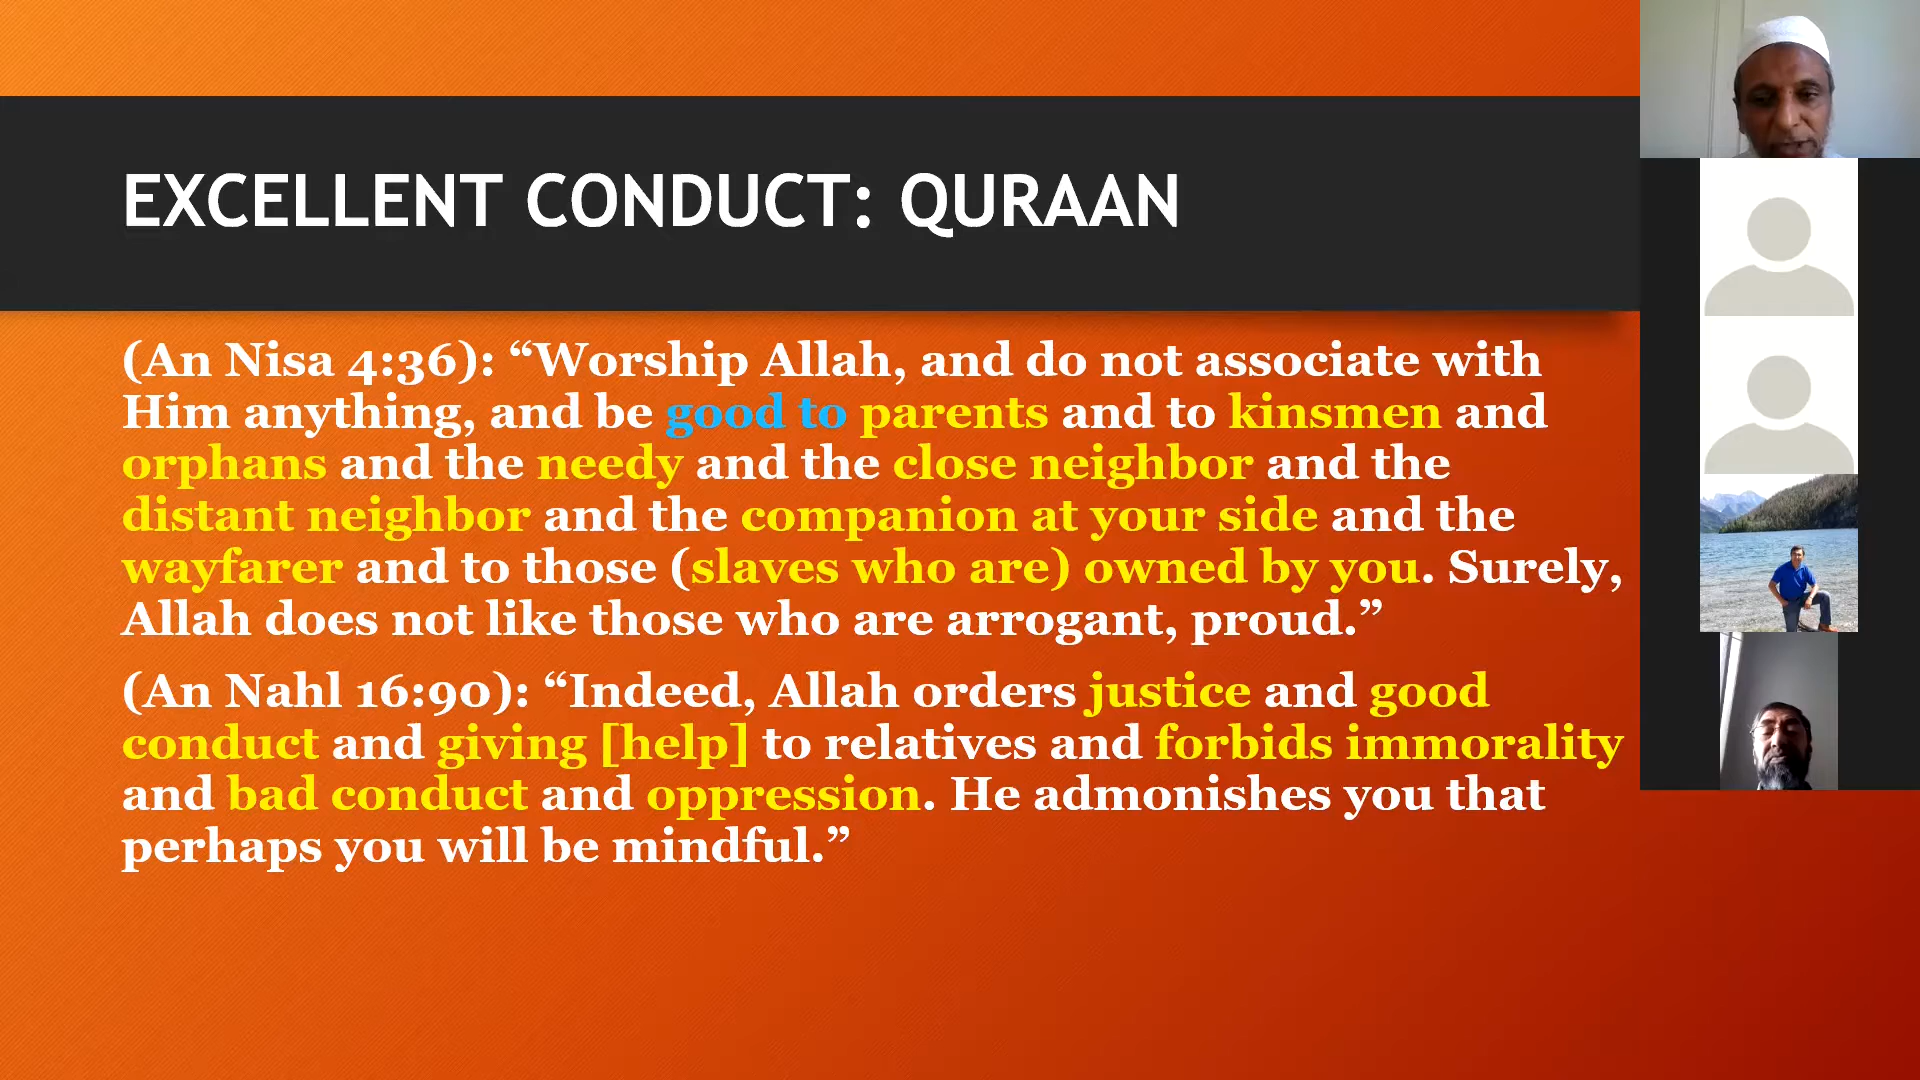 EXCELLENT CONDUCT: QURAAN
(An Nisa 4:36): “Worship Allah, and do not associate with
Him anything, and be good to parents and to kinsmen and
orphans and the needy and the close neighbor and the
distant neighbor and the companion at your side and the
wayfarer and to those (slaves who are) owned by you. Surely,
Allah does not like those who are arrogant, proud.”
(An Nahl 16:90): “Indeed, Allah orders justice and good
conduct and giving [help] to relatives and forbids immorality
and bad conduct and oppression. He admonishes you that
perhaps you will be mindful.”